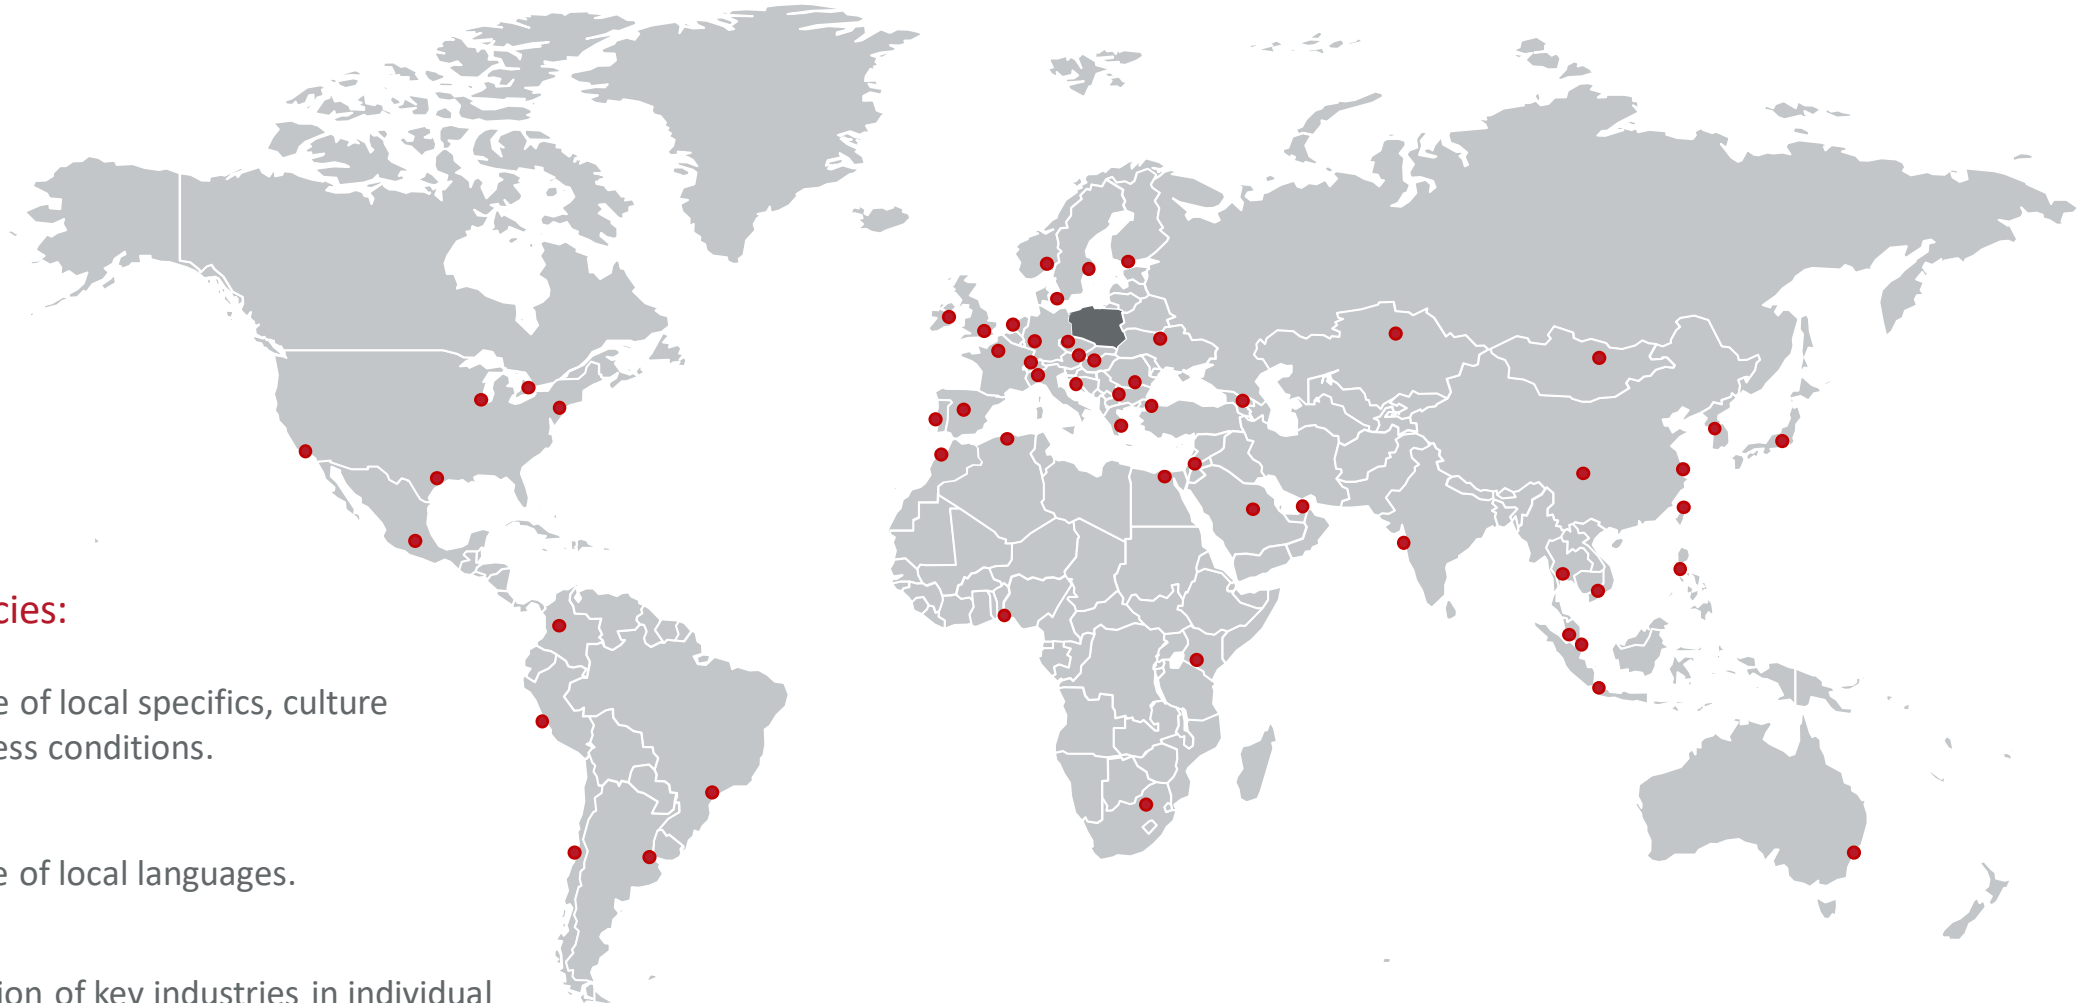 cies:
e of local specifics, culture
ess conditions.
e of local languages.
ion of key industries in individual